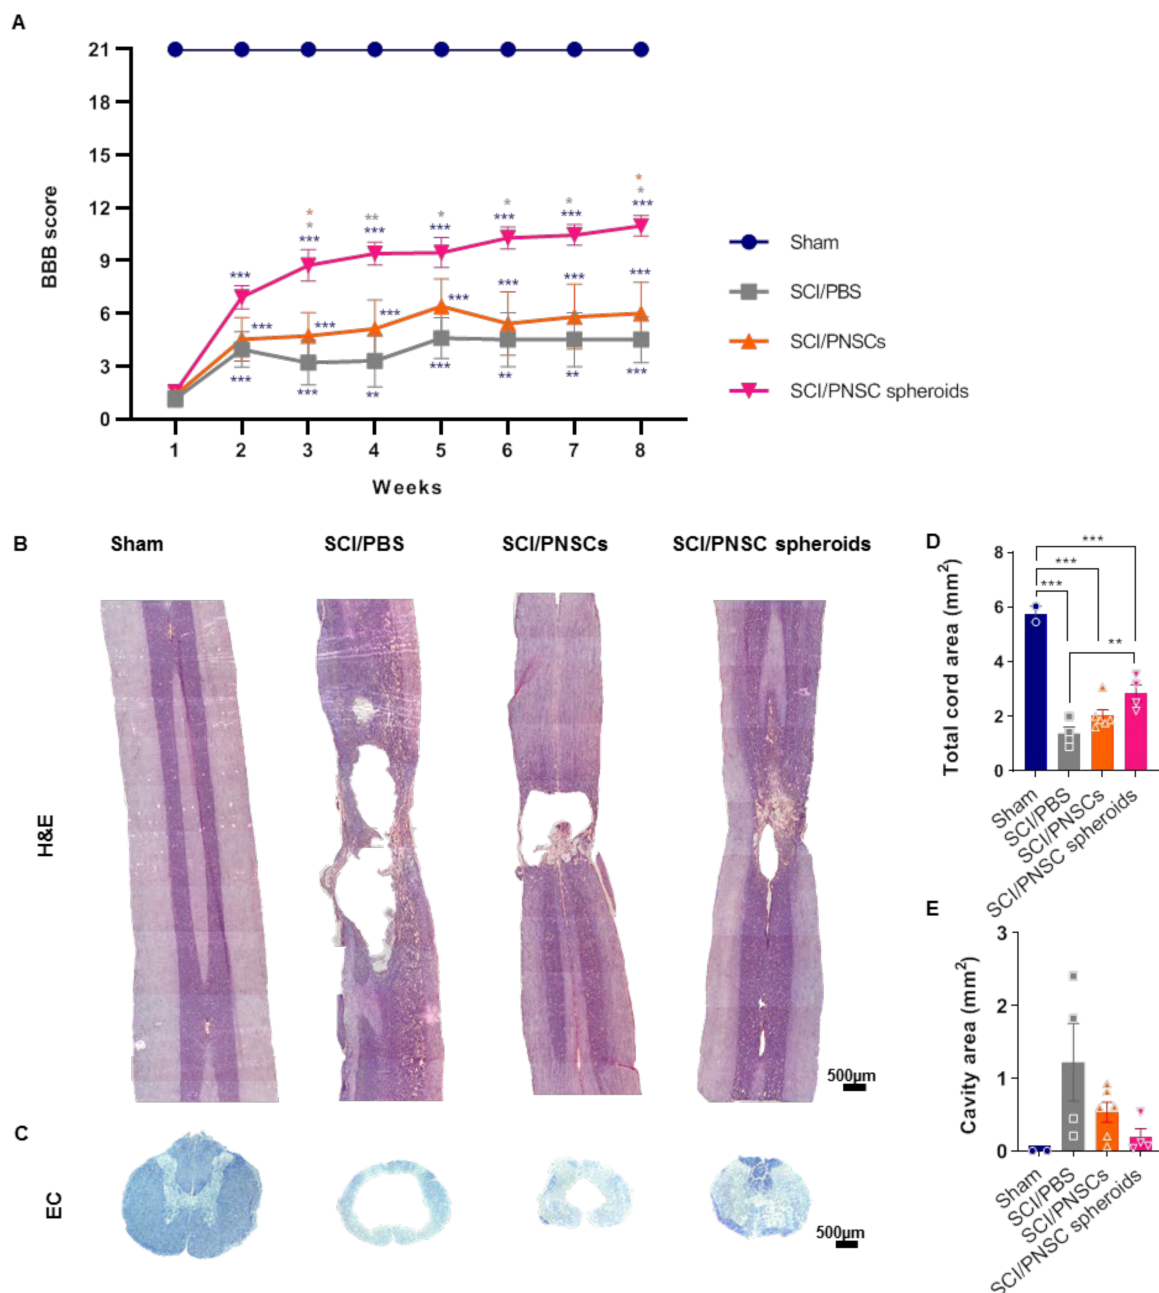 A
21
18
15
12
9
6
3
0
BBB score
1 2 3 4 5 6 7 8
Weeks
*** *** *** *** *** *** ***
* ** * * * *
* *
*** *** *** *** *** *** ***
*** *** ** *** ** ** ***
Sham
SCI/PBS
SCI/PNSCs
SCI/PNSC spheroids
B
Sham SCI/PBS SCI/PNSCs SCI/PNSC spheroids
H&E
500µm
C
EC
500µm
D
Total cord area (mm²)
8
6
4
2
0
***
***
***
**
Sham
SCI/PBS
SCI/PNSCs
SCI/PNSC spheroids
E
Cavity area (mm²)
3
2
1
0
Sham
SCI/PBS
SCI/PNSCs
SCI/PNSC spheroids